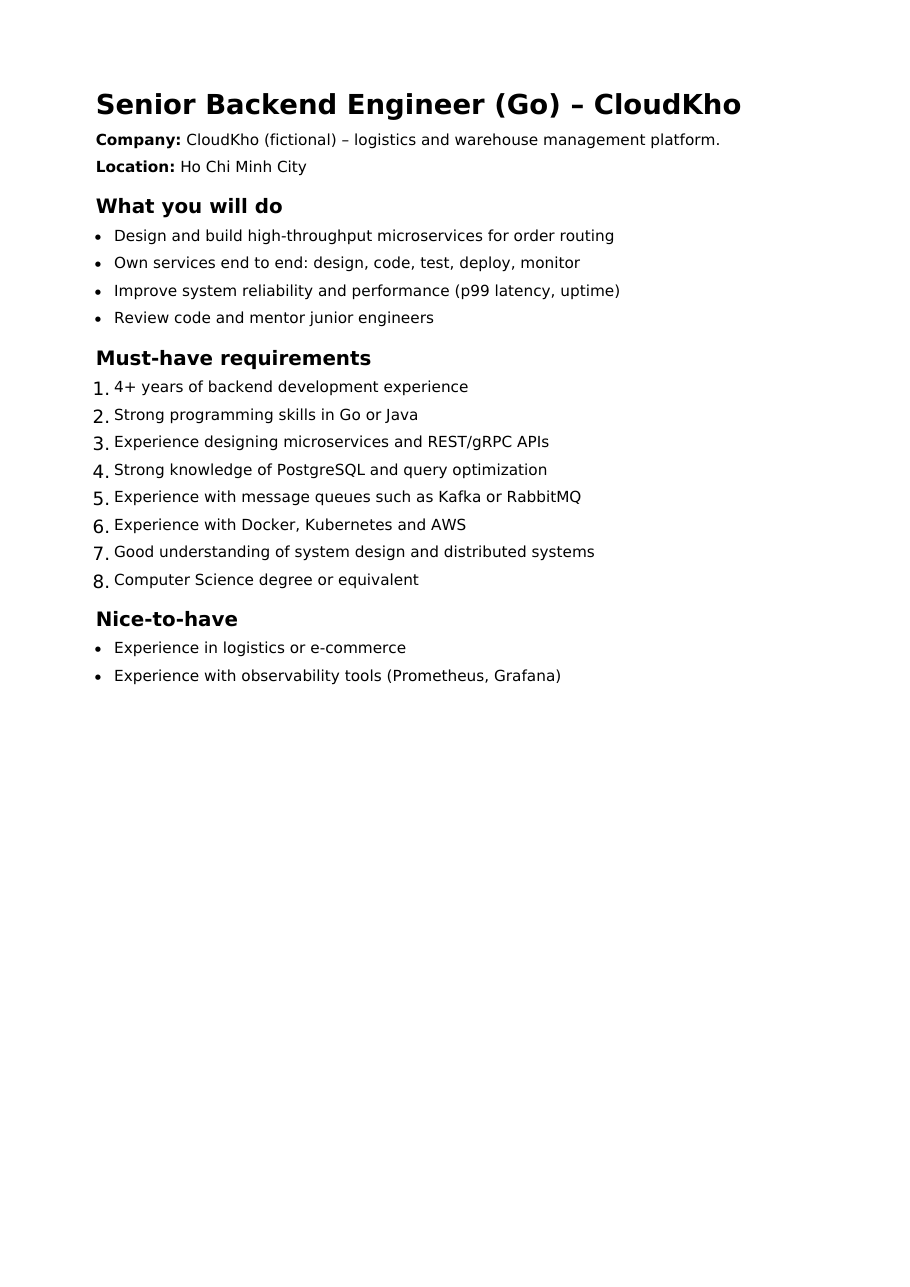 Senior Backend Engineer (Go) – CloudKho
Company: CloudKho (fictional) – logistics and warehouse management platform.
Location: Ho Chi Minh City
What you will do
• Design and build high-throughput microservices for order routing
• Own services end to end: design, code, test, deploy, monitor
• Improve system reliability and performance (p99 latency, uptime)
• Review code and mentor junior engineers
Must-have requirements
1. 4+ years of backend development experience
2. Strong programming skills in Go or Java
3. Experience designing microservices and REST/gRPC APIs
4. Strong knowledge of PostgreSQL and query optimization
5. Experience with message queues such as Kafka or RabbitMQ
6. Experience with Docker, Kubernetes and AWS
7. Good understanding of system design and distributed systems
8. Computer Science degree or equivalent
Nice-to-have
• Experience in logistics or e-commerce
• Experience with observability tools (Prometheus, Grafana)